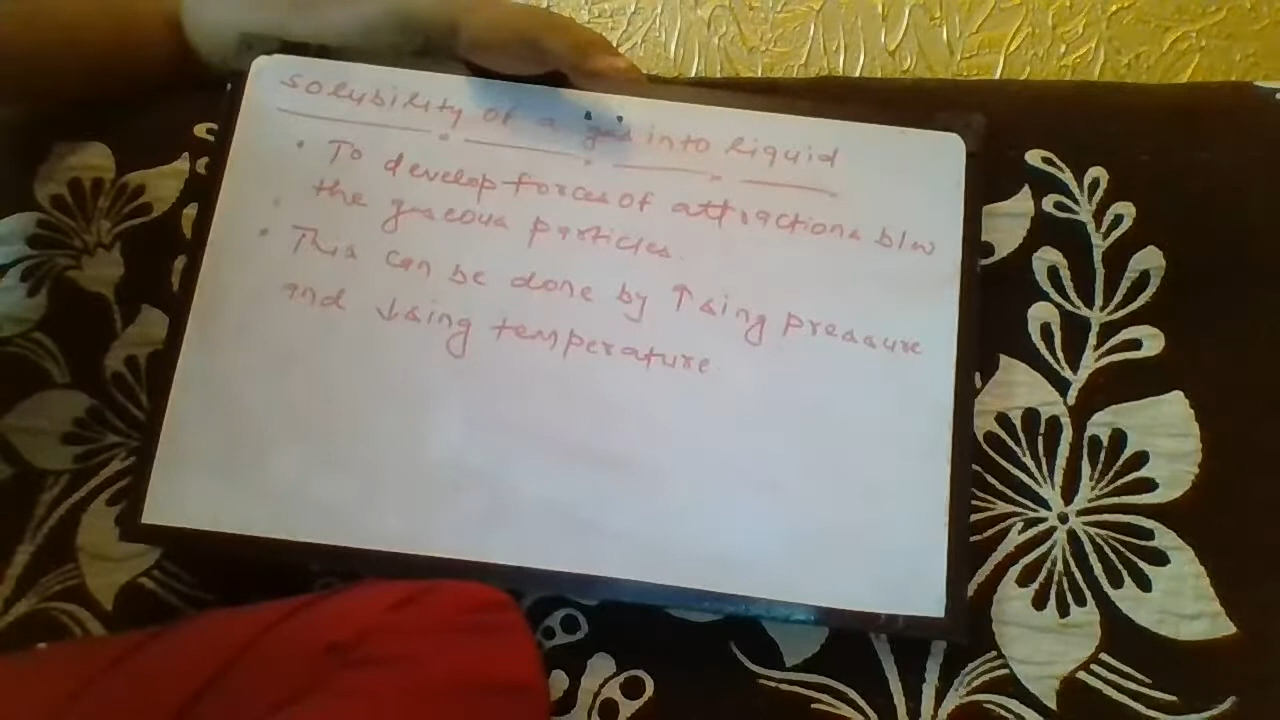 Solubility of a gas into liquid
• To develop forces of attractions b/w
the gaseous particles.
• This can be done by ↑sing pressure
and ↓sing temperature